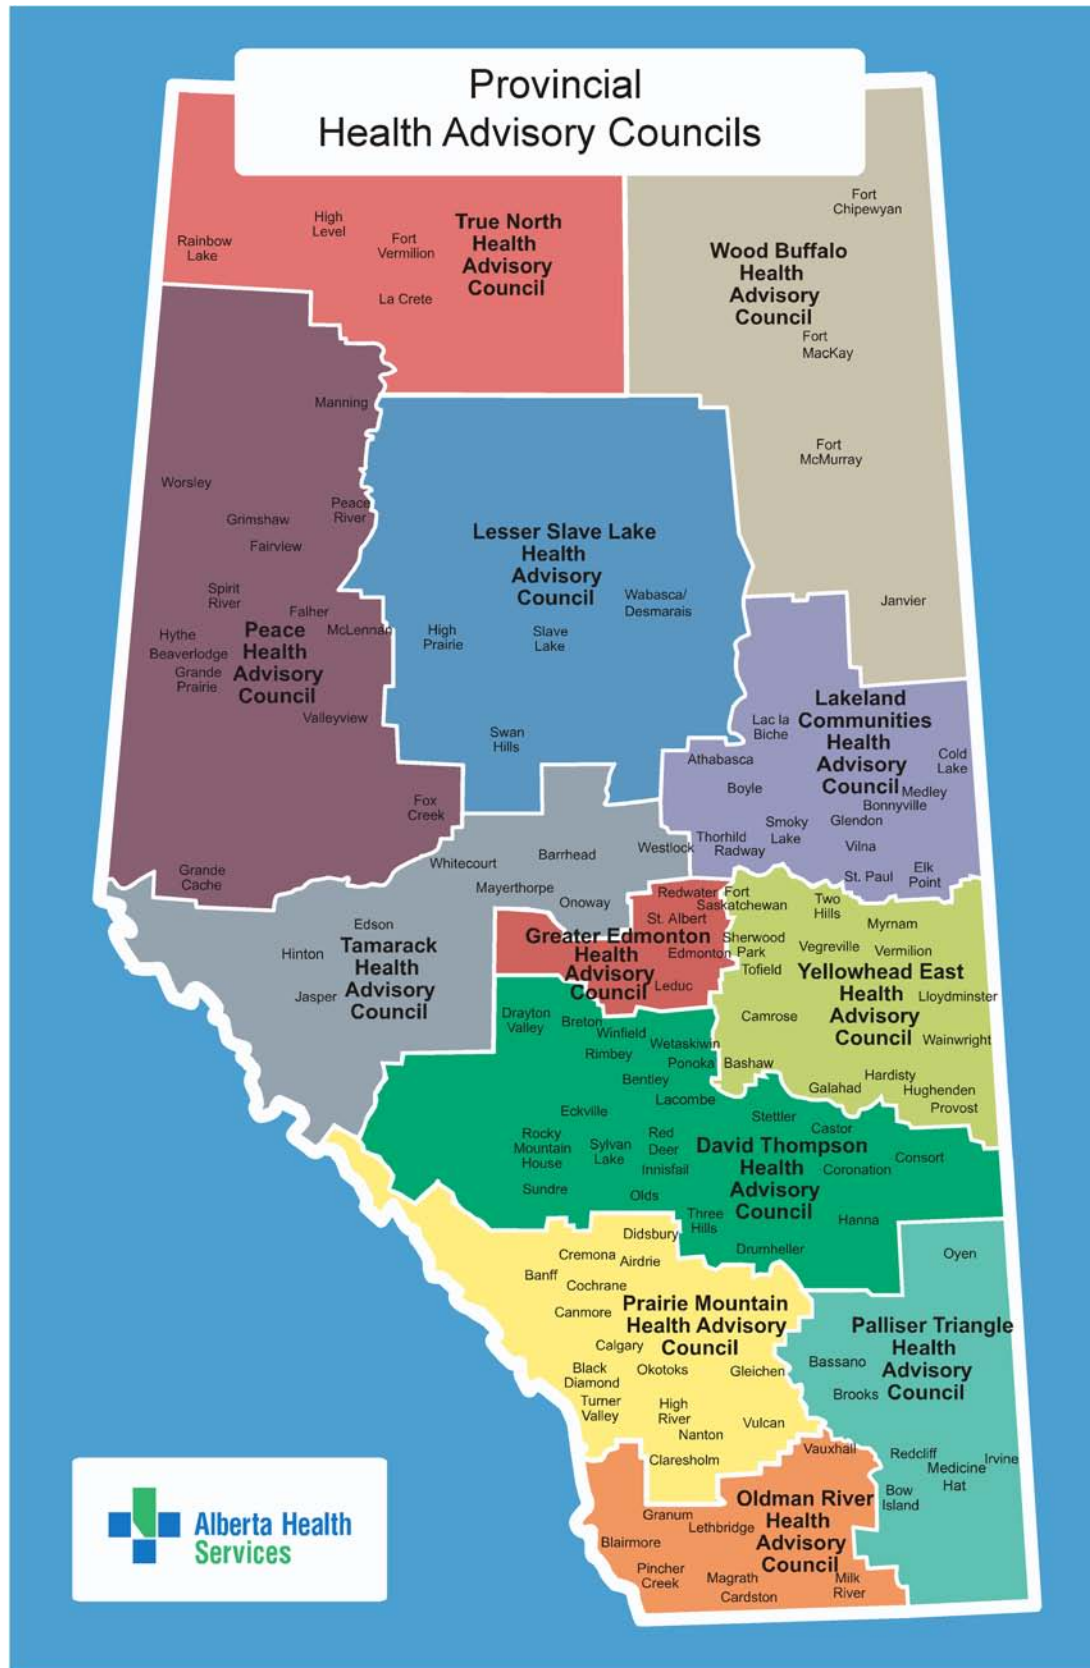 Provincial
Health Advisory Councils
Fort
Chipewyan
High
Level
True North
Health
Advisory
Council
Rainbow
Lake
Fort
Vermilion
La Crete
Wood Buffalo
Health
Advisory
Council
Fort
MacKay
Fort
McMurray
Janvier
Manning
Worsley
Peace
River
Grimshaw
Fairview
Spirit
River
Falher
McLennan
Hythe
Beaverlodge
Grande
Prairie
Peace
Health
Advisory
Council
Valleyview
Fox
Creek
Grande
Cache
Lesser Slave Lake
Health
Advisory
Council
Wabasca/
Desmarais
High
Prairie
Slave
Lake
Swan
Hills
Lakeland
Communities
Health
Advisory
Council
Lac la
Biche
Cold
Lake
Athabasca
Boyle
Medley
Bonnyville
Glendon
Smoky
Lake
Thorhild
Radway
Vilna
St. Paul
Elk
Point
Westlock
Barrhead
Whitecourt
Mayerthorpe
Onoway
Edson
Hinton
Jasper
Tamarack
Health
Advisory
Council
Redwater
Fort
Saskatchewan
St. Albert
Greater Edmonton
Health
Advisory
Council
Edmonton
Sherwood
Park
Leduc
Two
Hills
Myrnam
Vegreville
Vermilion
Tofield
Yellowhead East
Health
Advisory
Council
Lloydminster
Camrose
Wainwright
Bashaw
Hardisty
Galahad
Hughenden
Provost
Drayton
Valley
Breton
Winfield
Wetaskiwin
Rimbey
Ponoka
Bentley
Lacombe
Eckville
Stettler
Castor
Rocky
Mountain
House
Sylvan
Lake
Red
Deer
Innisfail
David Thompson
Health
Advisory
Council
Consort
Coronation
Sundre
Olds
Three
Hills
Hanna
Drumheller
Didsbury
Cremona
Airdrie
Banff
Cochrane
Canmore
Prairie Mountain
Health Advisory
Council
Calgary
Black
Diamond
Okotoks
Gleichen
Turner
Valley
High
River
Nanton
Vulcan
Claresholm
Oyen
Palliser Triangle
Health
Advisory
Council
Bassano
Brooks
Redcliff
Medicine
Hat
Irvine
Bow
Island
Vauxhall
Oldman River
Health
Advisory
Council
Granum
Lethbridge
Blairmore
Pincher
Creek
Magrath
Cardston
Milk
River
Alberta Health
Services